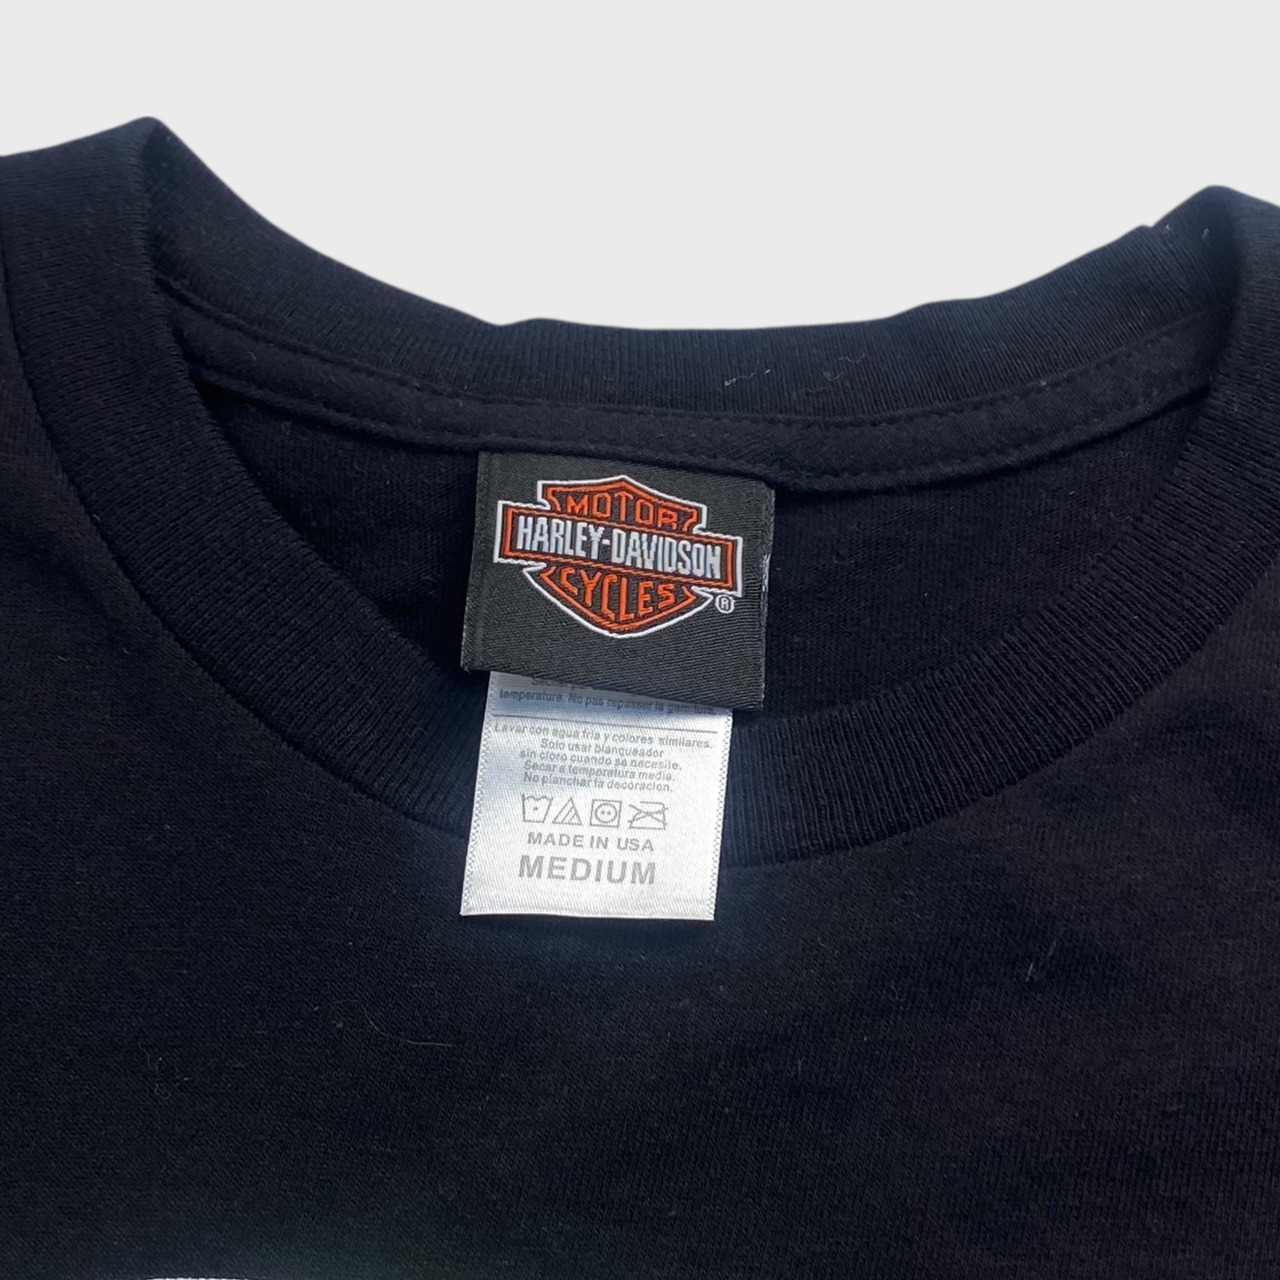 MOTOR
HARLEY-DAVIDSON
CYCLES
®
temperature. No pas repasser la
Lavar con agua fria y colores similares.
Solo usar blanqueador
sin cloro cuando se necesite.
Secar a temperatura media.
No planchar la decoracion.
MADE IN USA
MEDIUM